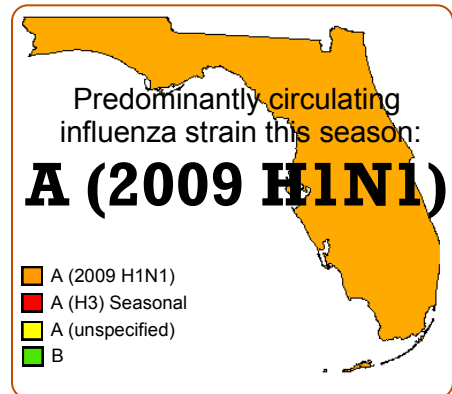 Predominantly circulating
influenza strain this season:
A (2009 H1N1)
A (2009 H1N1)
A (H3) Seasonal
A (unspecified)
B